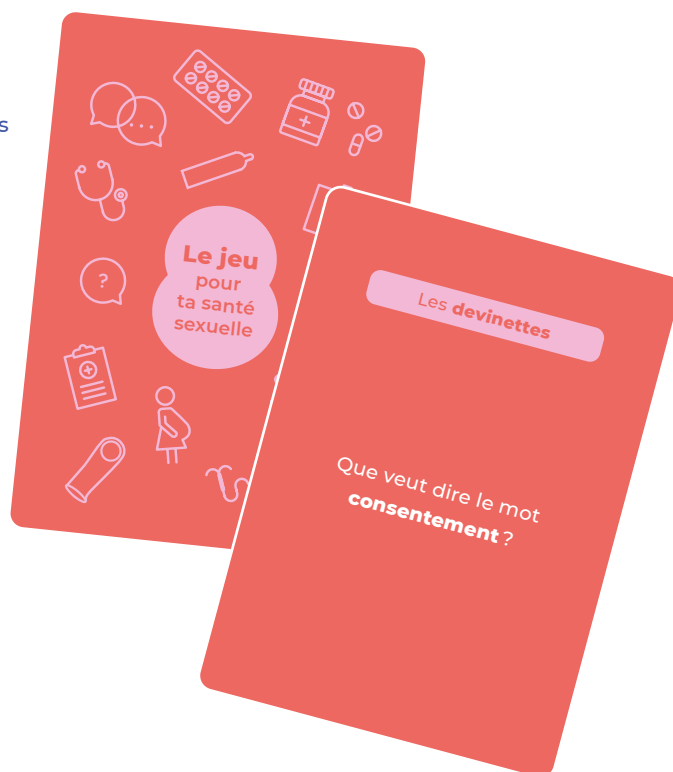 s
Le jeu
pour
ta santé
sexuelle
?
Les devinettes
Que veut dire le mot
consentement ?